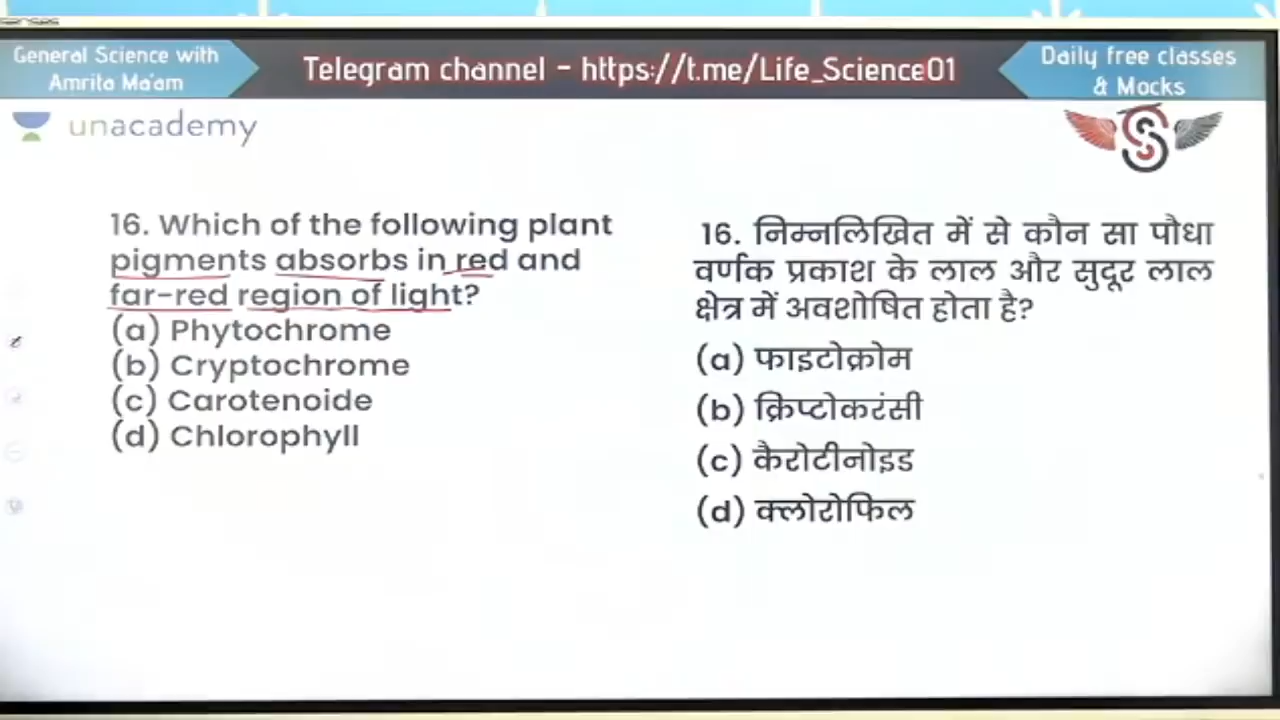 General Science with
Amrita Ma'am
Telegram channel - https://t.me/Life_Science01
Daily free classes
& Mocks
unacademy
16. Which of the following plant
pigments absorbs in red and
far-red region of light?
(a) Phytochrome
(b) Cryptochrome
(c) Carotenoide
(d) Chlorophyll
16. निम्नलिखित में से कौन सा पौधा
वर्णक प्रकाश के लाल और सुदूर लाल
क्षेत्र में अवशोषित होता है?
(a) फाइटोक्रोम
(b) क्रिप्टोकरंसी
(c) कैरोटीनोइड
(d) क्लोरोफिल